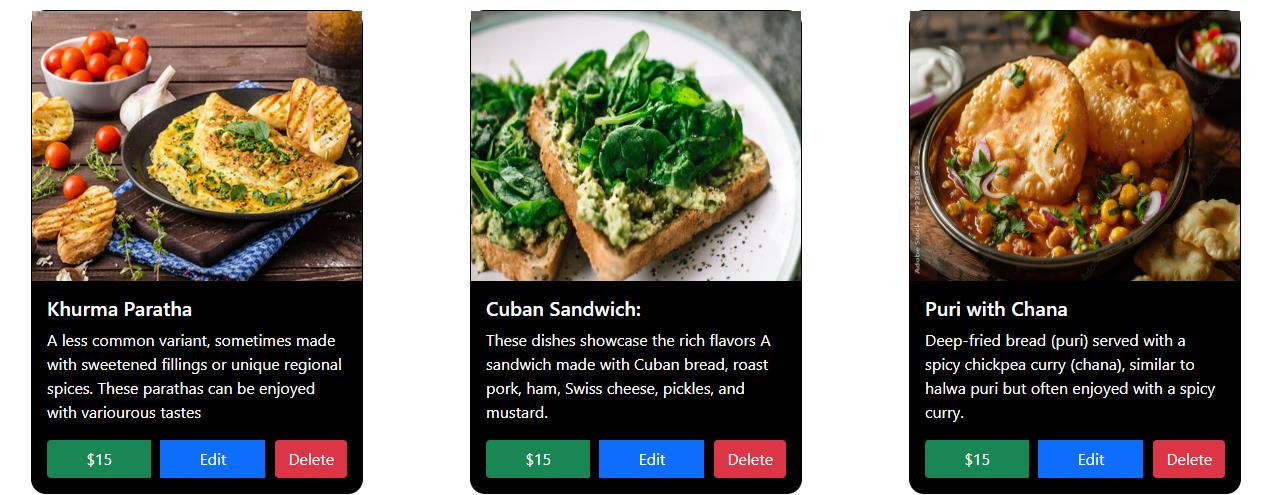 Khurma Paratha
A less common variant, sometimes made
with sweetened fillings or unique regional
spices. These parathas can be enjoyed
with variourous tastes
$15 Edit Delete
Cuban Sandwich:
These dishes showcase the rich flavors A
sandwich made with Cuban bread, roast
pork, ham, Swiss cheese, pickles, and
mustard.
$15 Edit Delete
Puri with Chana
Deep-fried bread (puri) served with a
spicy chickpea curry (chana), similar to
halwa puri but often enjoyed with a spicy
curry.
$15 Edit Delete